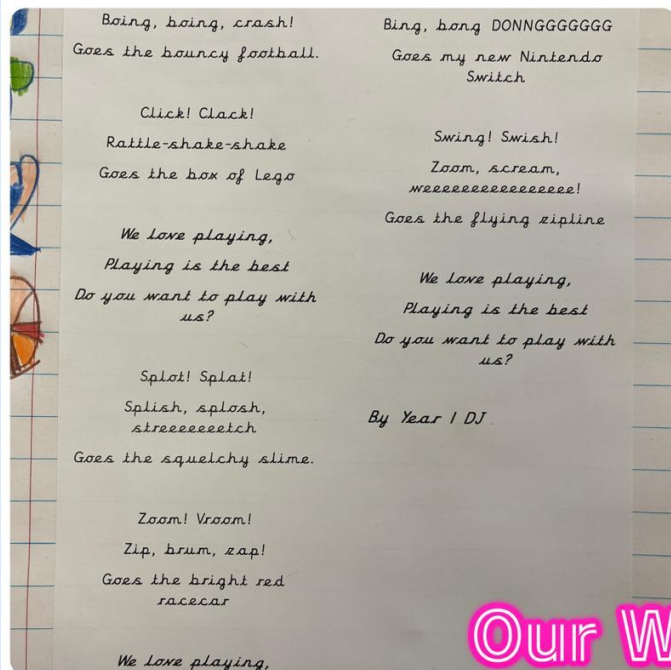 Boing, boing, crash!
Goes the bouncy football.
Click! Clack!
Rattle-shake-shake
Goes the box of Lego
We love playing,
Playing is the best
Do you want to play with
us?
Splot! Splat!
Splish, splosh,
streeeeeeetch
Goes the squelchy slime.
Zoom! Vroom!
Zip, brum, zap!
Goes the bright red
racecar
We love playing,
Bing, bong DONNGGGGGGG
Goes my new Nintendo
Switch
Swing! Swish!
Zoom, scream,
weeeeeeeeeeeeeeee!
Goes the flying zipline
We love playing,
Playing is the best
Do you want to play with
us?
By Year 1 DJ
Our